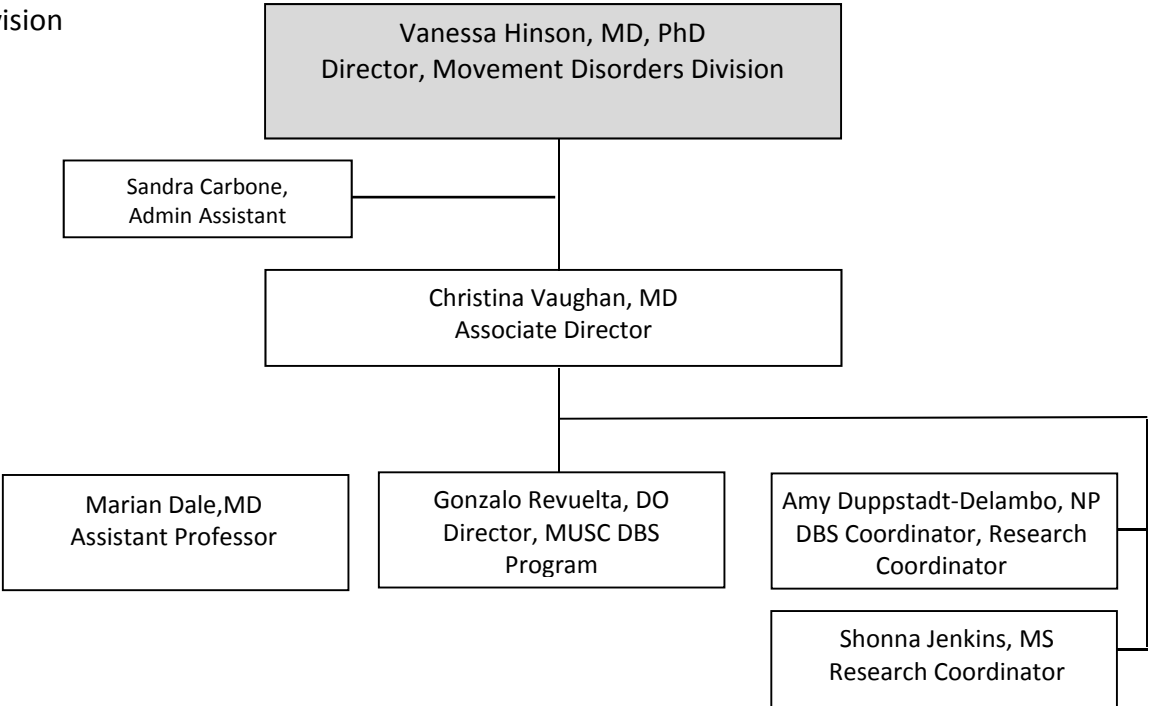 Vanessa Hinson, MD, PhD
Director, Movement Disorders Division
Sandra Carbone,
Admin Assistant
Christina Vaughan, MD
Associate Director
Marian Dale,MD
Assistant Professor
Gonzalo Revuelta, DO
Director, MUSC DBS
Program
Amy Duppstadt-Delambo, NP
DBS Coordinator, Research
Coordinator
Shonna Jenkins, MS
Research Coordinator